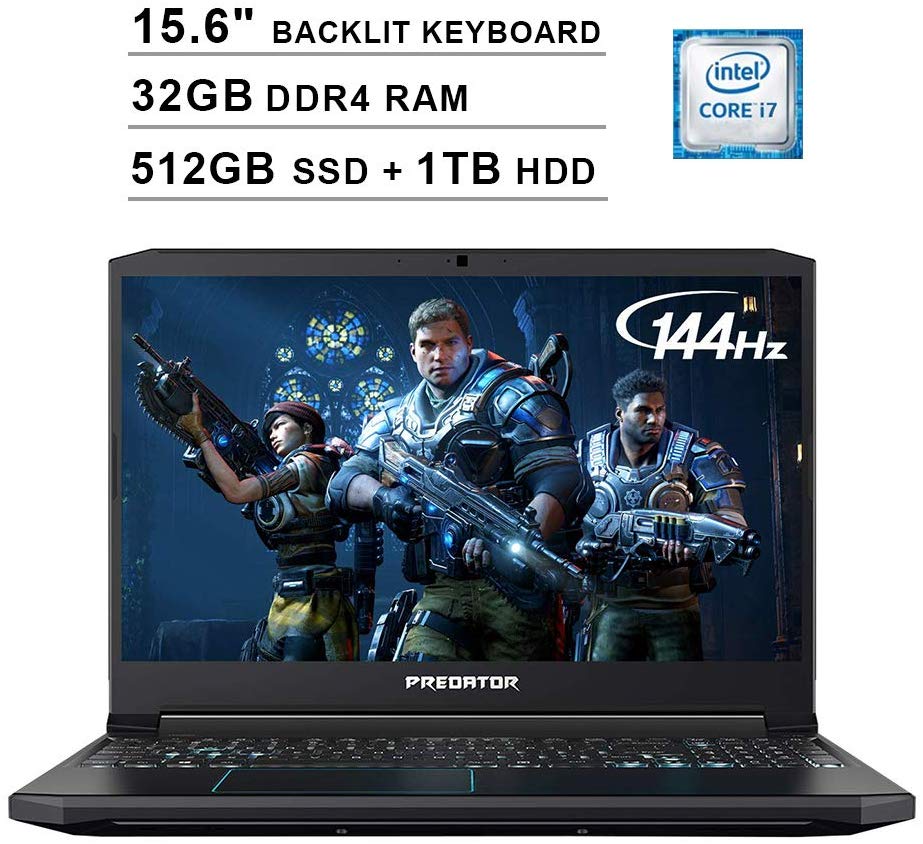 15.6" BACKLIT KEYBOARD
32GB DDR4 RAM
512GB SSD + 1TB HDD
intel
CORE i7
144Hz
PREDATOR